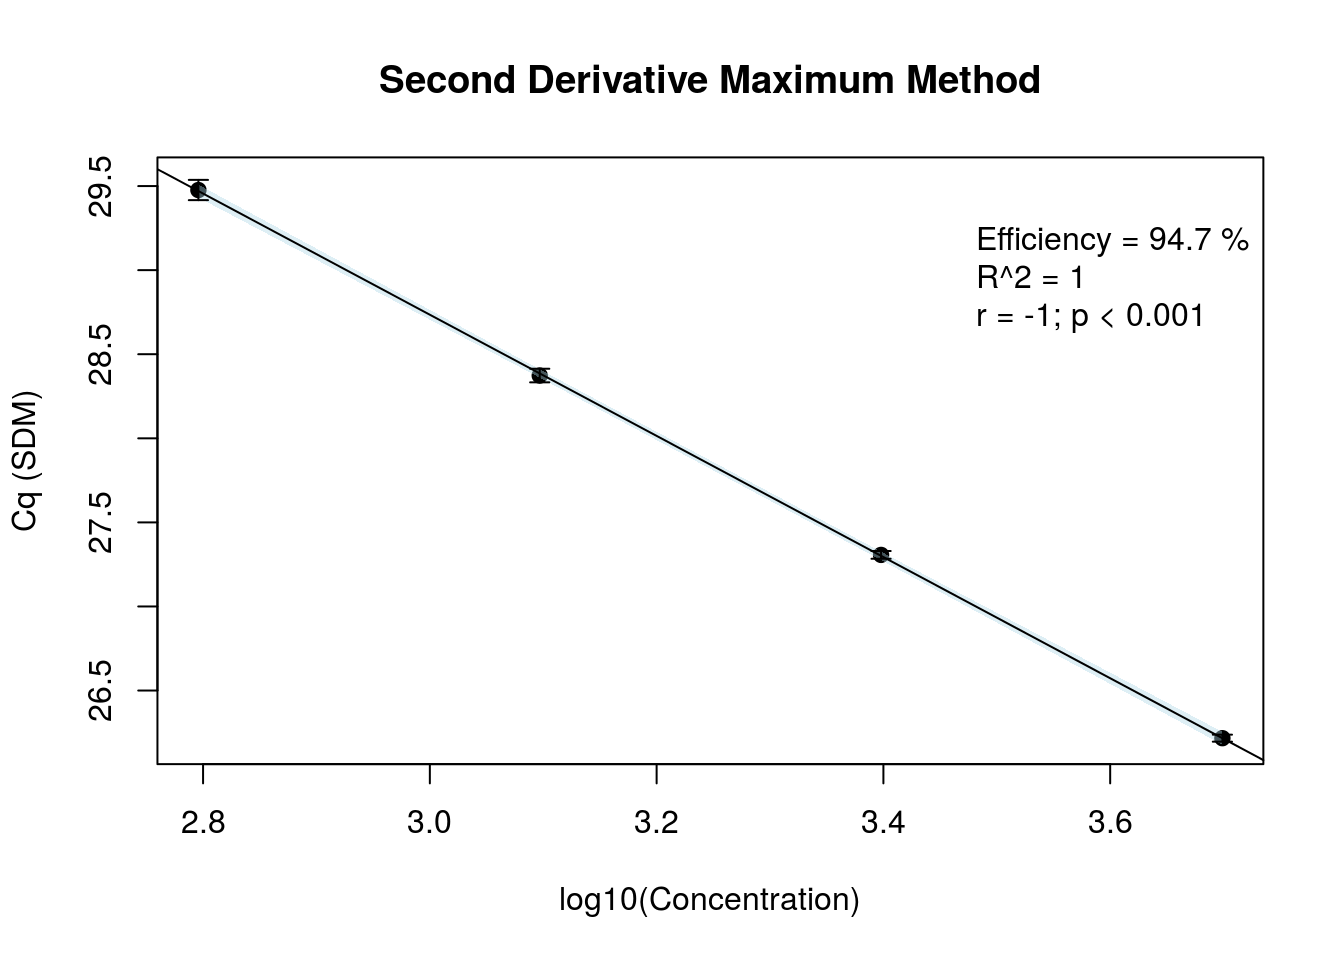 Second Derivative Maximum Method
Efficiency = 94.7 %
R^2 = 1
r = -1; p < 0.001
Cq (SDM)
29.5
28.5
27.5
26.5
2.8 3.0 3.2 3.4 3.6
log10(Concentration)